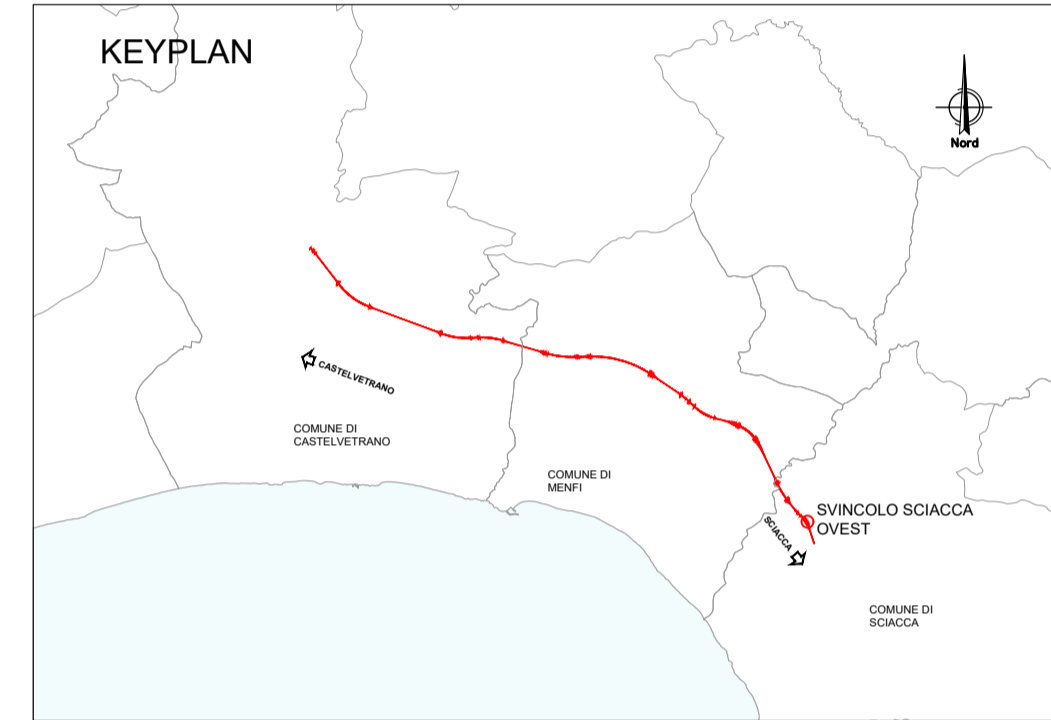 KEYPLAN
Nord
CASTELVETRANO
COMUNE DI
CASTELVETRANO
COMUNE DI
MENFI
SVINCOLO SCIACCA
OVEST
SCIACCA
COMUNE DI
SCIACCA